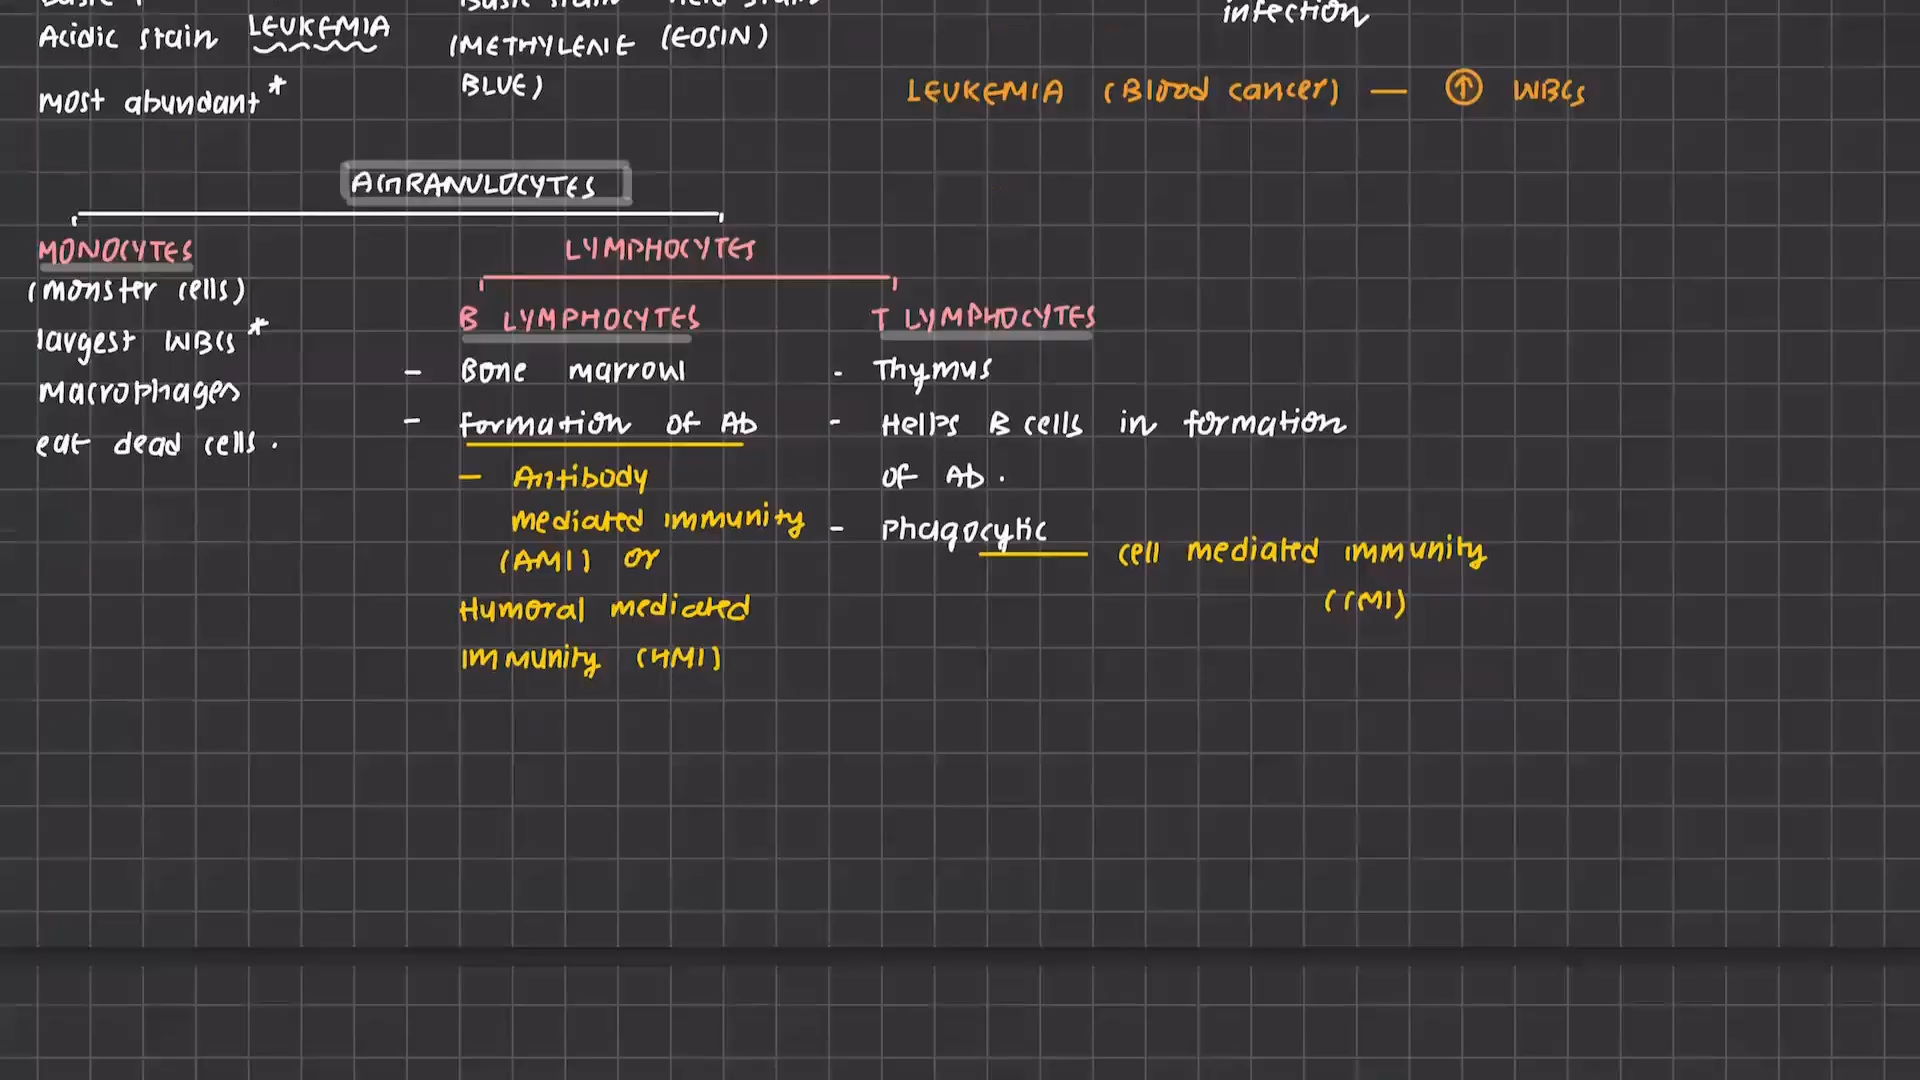 Acidic stain LEUKEMIA
most abundant*
(METHYLENE (EOSIN)
BLUE)
infection
LEUKEMIA (Blood cancer) — ↑ WBCs
AGRANULOCYTES
MONOCYTES
(monster cells)
largest WBCs*
Macrophages
eat dead cells.
LYMPHOCYTES
B LYMPHOCYTES
- Bone marrow
- formation of Ab
- Antibody
mediated immunity
(AMI) or
Humoral mediated
immunity (HMI)
T LYMPHOCYTES
- Thymus
- Helps B cells in formation
of Ab.
- Phagocytic
cell mediated immunity
(CMI)